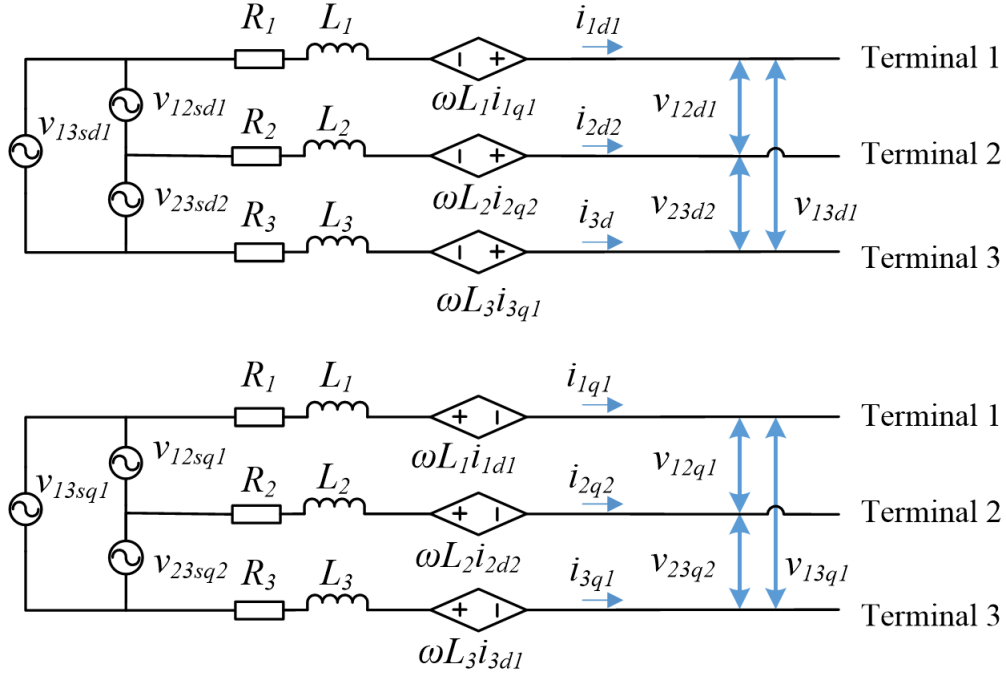 R1 L1 i1d1 Terminal 1
− +
v12sd1 ωL1i1q1 v12d1
v13sd1 R2 L2 i2d2
− + Terminal 2
v23sd2 ωL2i2q2 v23d2 v13d1
R3 L3 i3d
− + Terminal 3
ωL3i3q1
R1 L1 i1q1
+ − Terminal 1
v12sq1 ωL1i1d1 v12q1
v13sq1 R2 L2 i2q2
+ − Terminal 2
v23sq2 ωL2i2d2 v23q2 v13q1
R3 L3 i3q1
+ − Terminal 3
ωL3i3d1